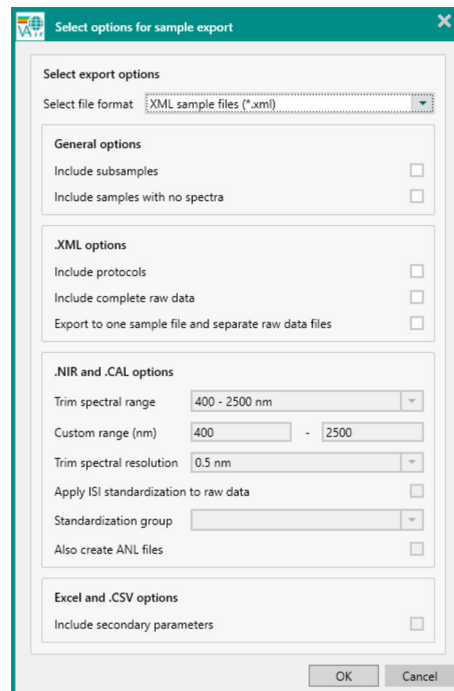 Select options for sample export
Select export options
Select file format XML sample files (*.xml)
General options
Include subsamples
Include samples with no spectra
.XML options
Include protocols
Include complete raw data
Export to one sample file and separate raw data files
.NIR and .CAL options
Trim spectral range 400 - 2500 nm
Custom range (nm) 400 - 2500
Trim spectral resolution 0.5 nm
Apply ISI standardization to raw data
Standardization group
Also create ANL files
Excel and .CSV options
Include secondary parameters
OK Cancel